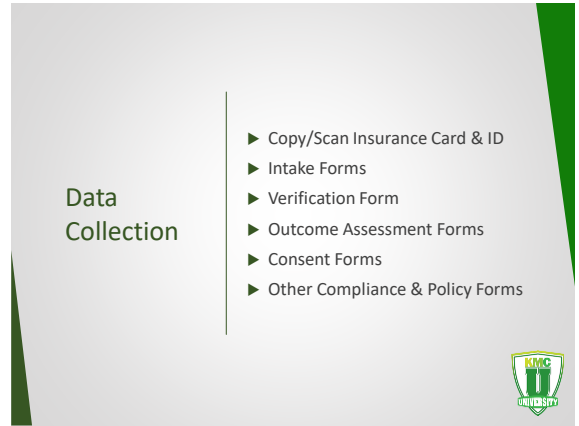 Data
Collection
Copy/Scan Insurance Card & ID
Intake Forms
Verification Form
Outcome Assessment Forms
Consent Forms
Other Compliance & Policy Forms
KMC
U
UNIVERSITY